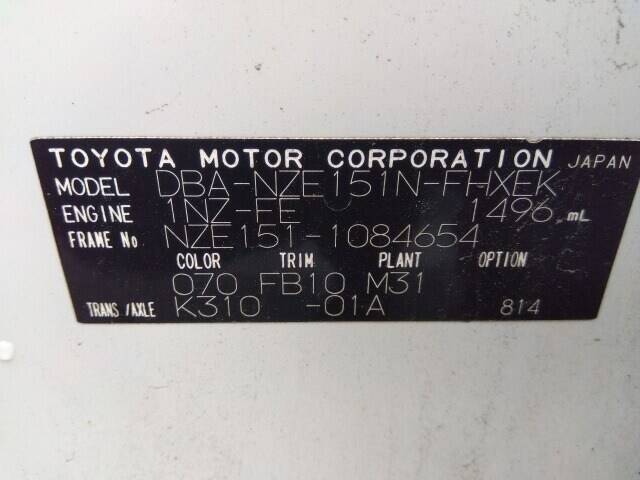 TOYOTA MOTOR CORPORATION JAPAN
MODEL DBA-NZE151N-FHXEK
ENGINE 1NZ-FE 1496 mL
FRAME No NZE151-1084654
COLOR TRIM PLANT OPTION
070 FB10 M31
TRANS./AXLE K310 -01A 814